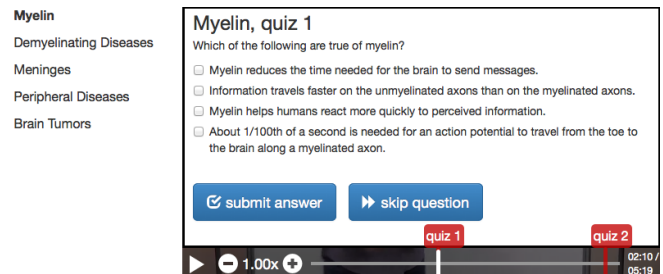 Myelin
Demyelinating Diseases
Meninges
Peripheral Diseases
Brain Tumors
Myelin, quiz 1
Which of the following are true of myelin?
Myelin reduces the time needed for the brain to send messages.
Information travels faster on the unmyelinated axons than on the myelinated axons.
Myelin helps humans react more quickly to perceived information.
About 1/100th of a second is needed for an action potential to travel from the toe to
the brain along a myelinated axon.
submit answer
skip question
quiz 1
quiz 2
1.00x
02:10 /
05:19